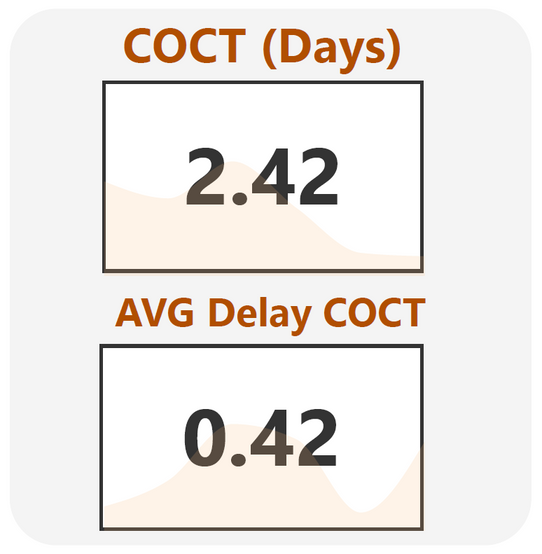 COCT (Days)
2.42
AVG Delay COCT
0.42